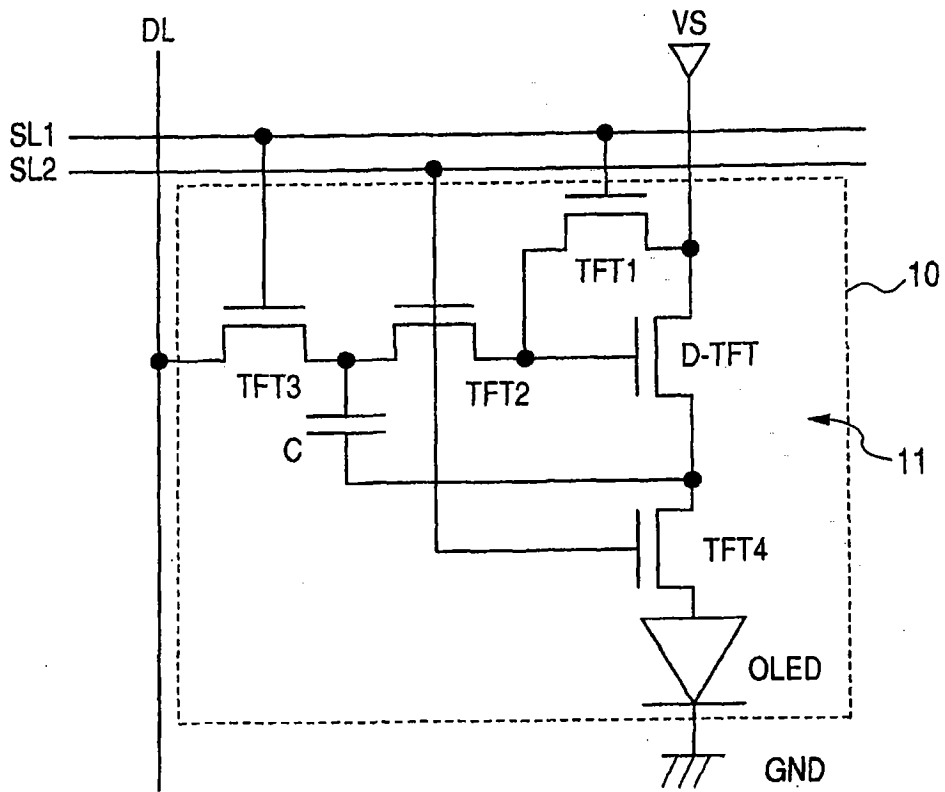 DL
VS
SL1
SL2
TFT1
10
D-TFT
TFT3
TFT2
C
11
TFT4
OLED
GND